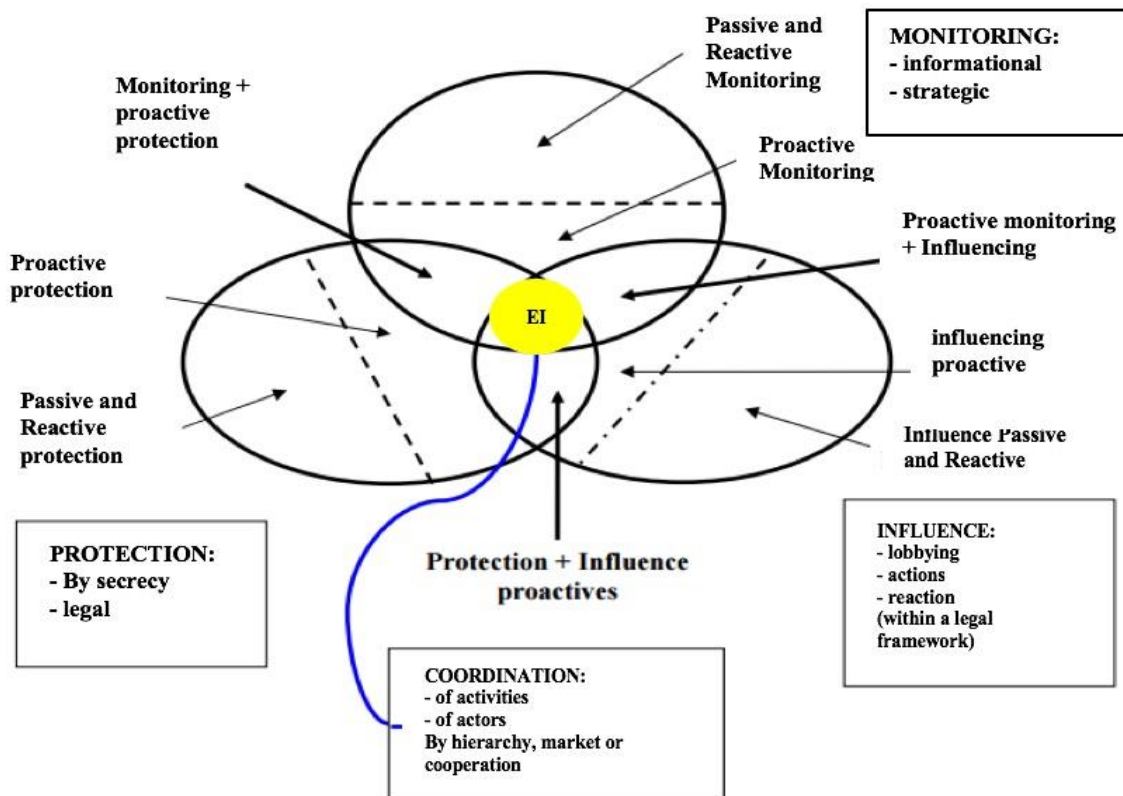 Passive and
Reactive
Monitoring
MONITORING:
- informational
- strategic
Monitoring +
proactive
protection
Proactive
Monitoring
Proactive monitoring
+ Influencing
Proactive
protection
EI
influencing
proactive
Passive and
Reactive
protection
Influence Passive
and Reactive
PROTECTION:
- By secrecy
- legal
Protection + Influence
proactives
INFLUENCE:
- lobbying
- actions
- reaction
(within a legal
framework)
COORDINATION:
- of activities
- of actors
By hierarchy, market or
cooperation